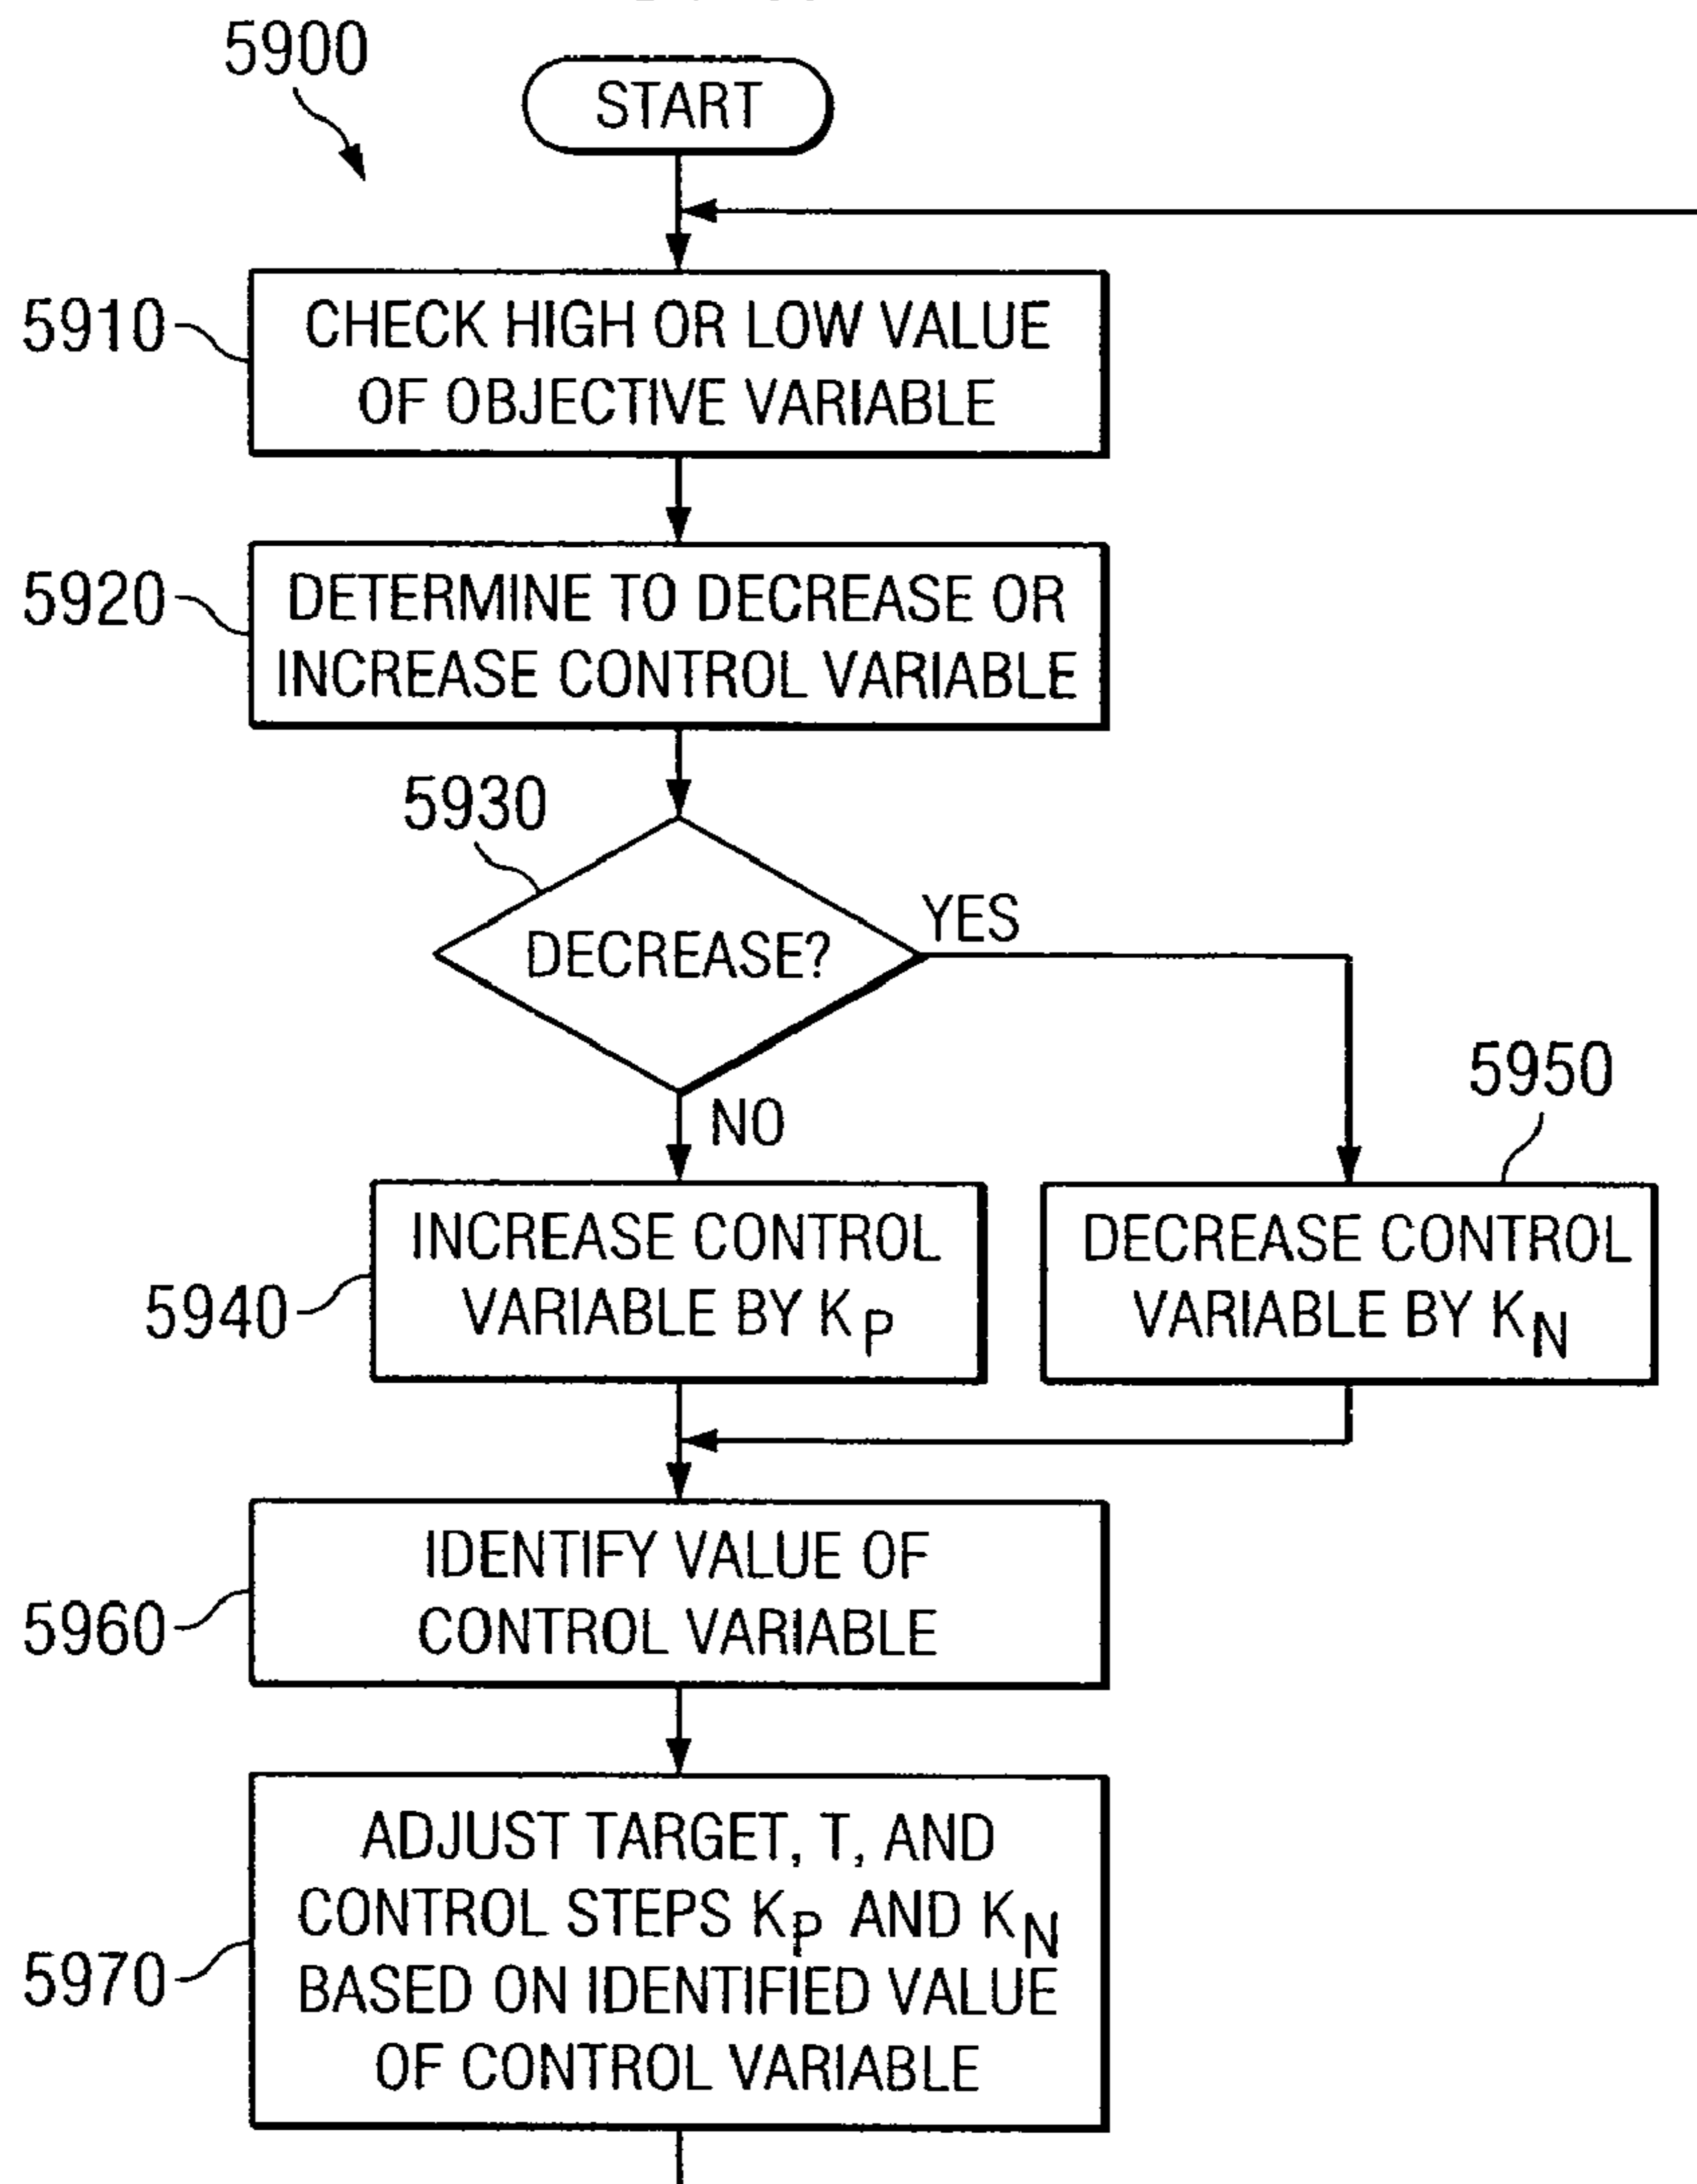 5900
START
5910
CHECK HIGH OR LOW VALUE
OF OBJECTIVE VARIABLE
5920
DETERMINE TO DECREASE OR
INCREASE CONTROL VARIABLE
5930
DECREASE?
YES
NO
5940
INCREASE CONTROL
VARIABLE BY KP
5950
DECREASE CONTROL
VARIABLE BY KN
5960
IDENTIFY VALUE OF
CONTROL VARIABLE
5970
ADJUST TARGET, T, AND
CONTROL STEPS KP AND KN
BASED ON IDENTIFIED VALUE
OF CONTROL VARIABLE